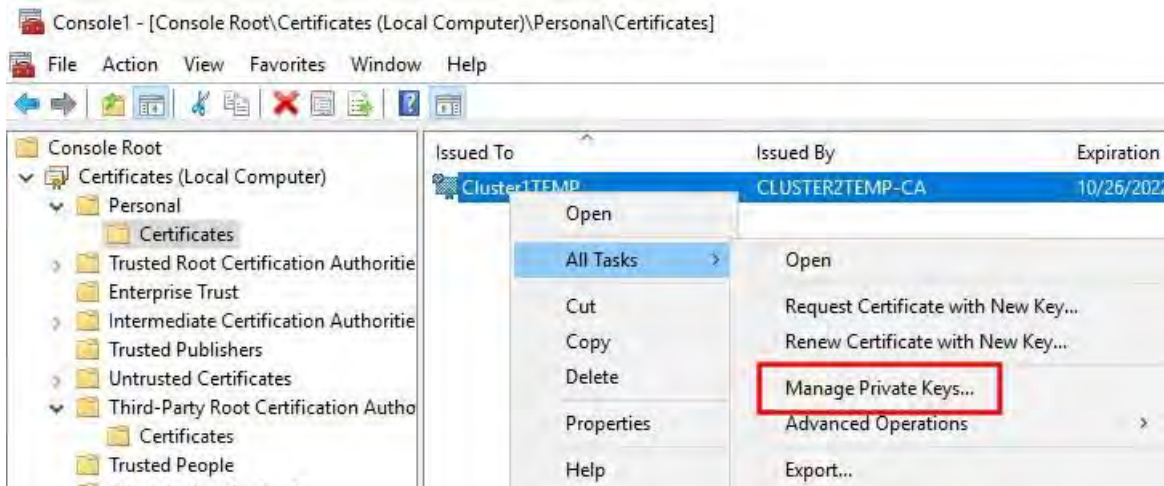 Console1 - [Console Root\Certificates (Local Computer)\Personal\Certificates]
File Action View Favorites Window Help
Console Root
Certificates (Local Computer)
Personal
Certificates
Trusted Root Certification Authoritie
Enterprise Trust
Intermediate Certification Authoritie
Trusted Publishers
Untrusted Certificates
Third-Party Root Certification Autho
Certificates
Trusted People
Issued To Issued By Expiration
Cluster1TEMP CLUSTER2TEMP-CA 10/26/2022
Open
All Tasks
Cut
Copy
Delete
Properties
Help
Open
Request Certificate with New Key...
Renew Certificate with New Key...
Manage Private Keys...
Advanced Operations
Export...